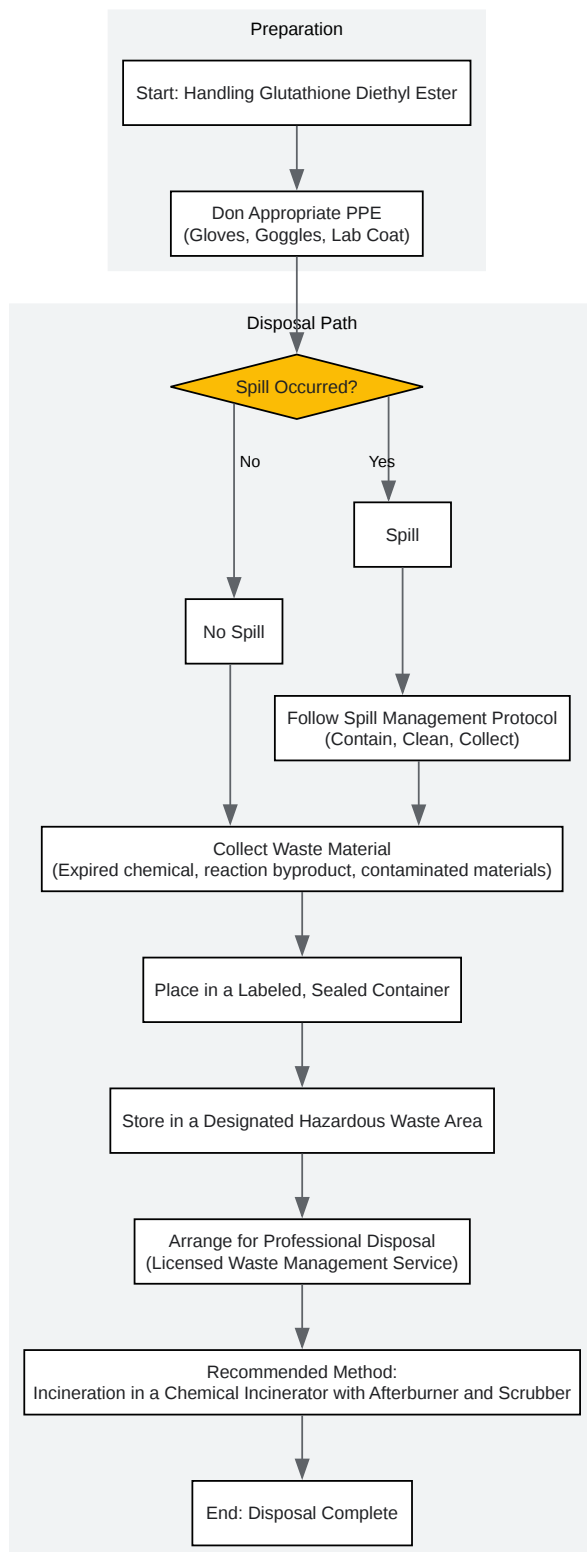 Preparation
Start: Handling Glutathione Diethyl Ester
Don Appropriate PPE
(Gloves, Goggles, Lab Coat)
Disposal Path
Spill Occurred?
No
Yes
Spill
No Spill
Follow Spill Management Protocol
(Contain, Clean, Collect)
Collect Waste Material
(Expired chemical, reaction byproduct, contaminated materials)
Place in a Labeled, Sealed Container
Store in a Designated Hazardous Waste Area
Arrange for Professional Disposal
(Licensed Waste Management Service)
Recommended Method:
Incineration in a Chemical Incinerator with Afterburner and Scrubber
End: Disposal Complete